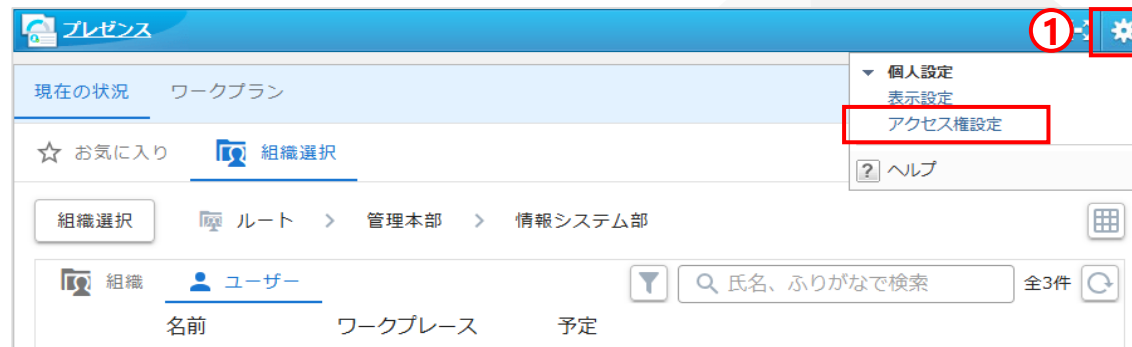 プレゼンス
①
個人設定
表示設定
アクセス権設定
? ヘルプ
現在の状況 ワークプラン
お気に入り 組織選択
組織選択 ルート > 管理本部 > 情報システム部
組織 ユーザー 氏名、ふりがなで検索 全3件
名前 ワークプレース 予定